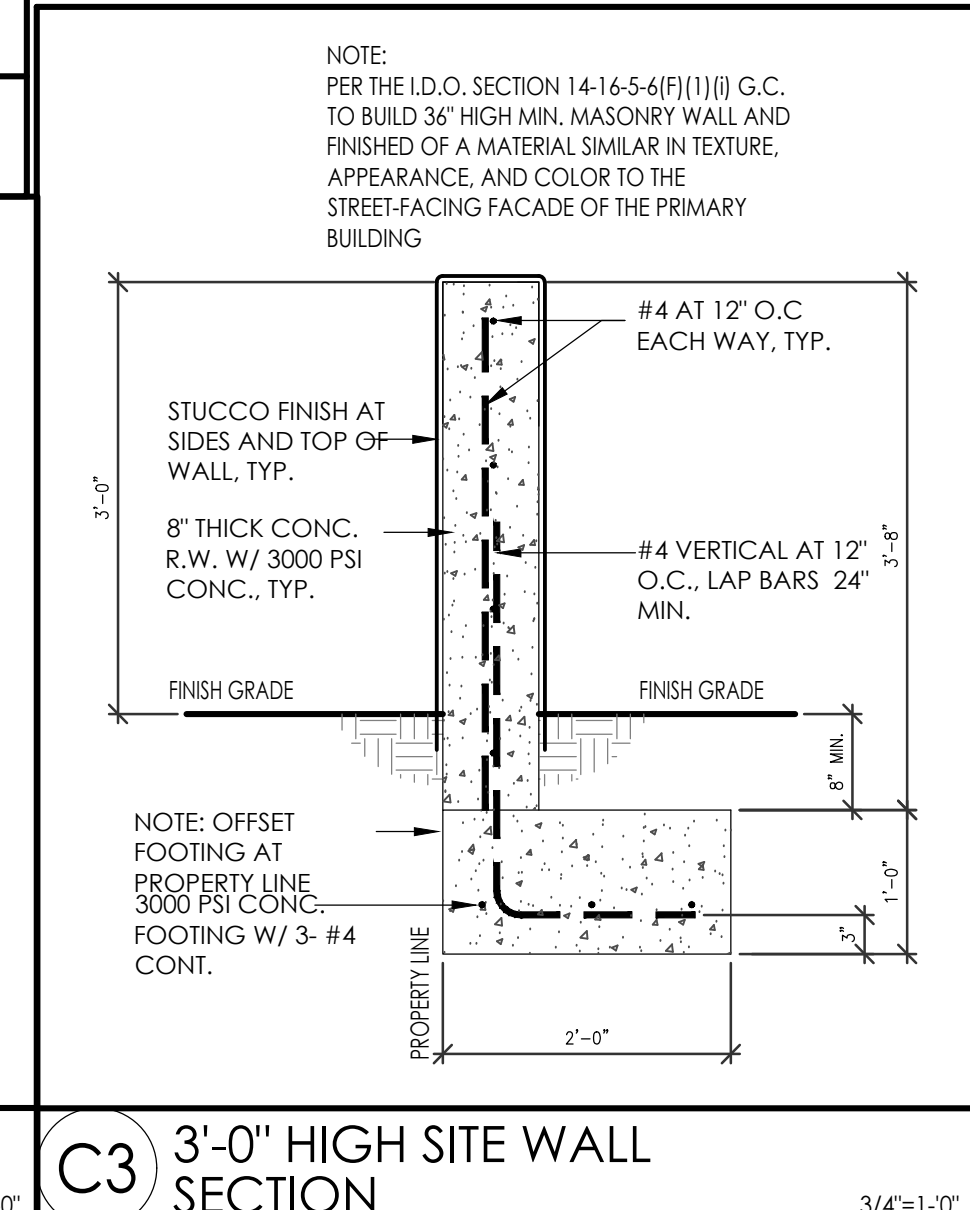 NOTE:
PER THE I.D.O. SECTION 14-16-5-6(F)(1)(i) G.C.
TO BUILD 36" HIGH MIN. MASONRY WALL AND
FINISHED OF A MATERIAL SIMILAR IN TEXTURE,
APPEARANCE, AND COLOR TO THE
STREET-FACING FACADE OF THE PRIMARY
BUILDING
#4 AT 12" O.C
EACH WAY, TYP.
STUCCO FINISH AT
SIDES AND TOP OF
WALL, TYP.
3'-0"
8" THICK CONC.
R.W. W/ 3000 PSI
CONC., TYP.
#4 VERTICAL AT 12"
O.C., LAP BARS 24"
MIN.
3'-8"
FINISH GRADE
FINISH GRADE
8" MIN.
NOTE: OFFSET
FOOTING AT
PROPERTY LINE
3000 PSI CONC.
FOOTING W/ 3- #4
CONT.
1'-0"
3"
PROPERTY LINE
2'-0"
C3
3'-0" HIGH SITE WALL
SECTION
0"
3/4"=1-'0"